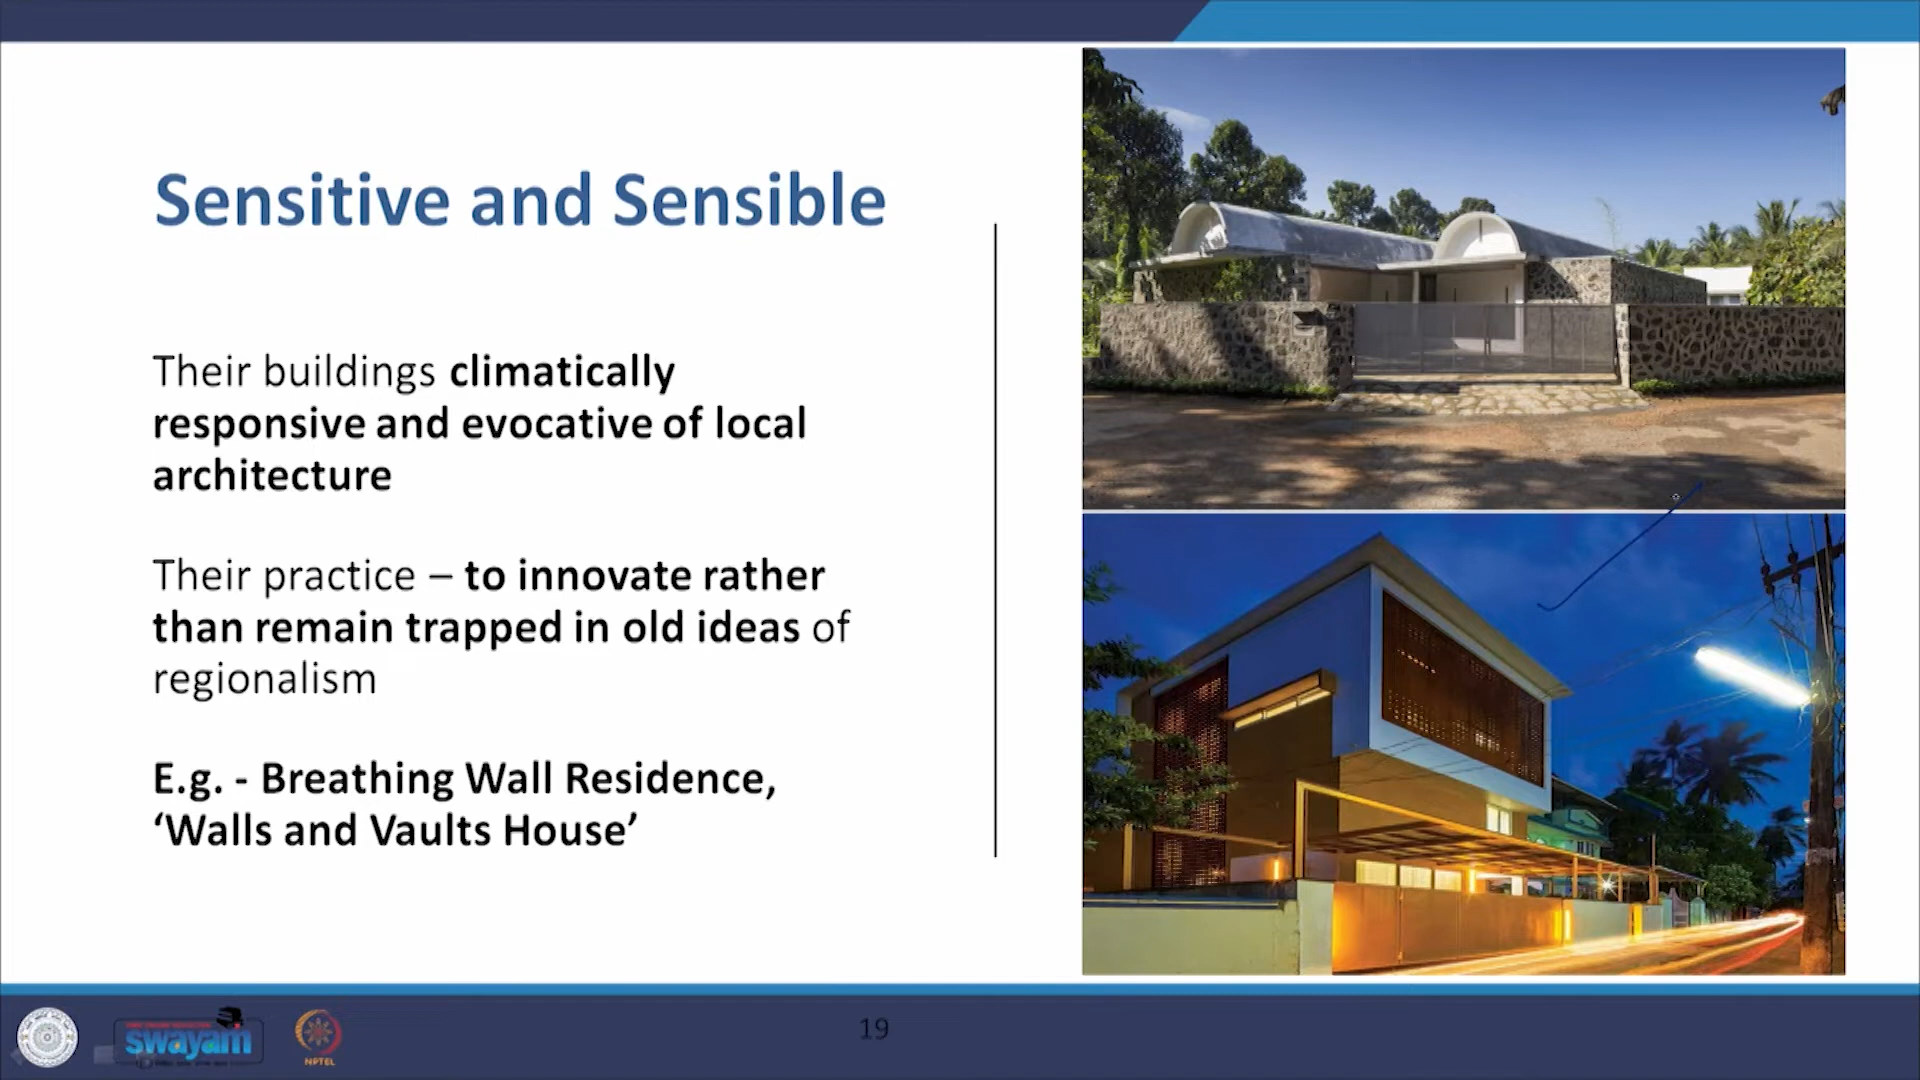 Sensitive and Sensible
Their buildings climatically
responsive and evocative of local
architecture
Their practice – to innovate rather
than remain trapped in old ideas of
regionalism
E.g. - Breathing Wall Residence,
‘Walls and Vaults House’
swayam
NPTEL
19